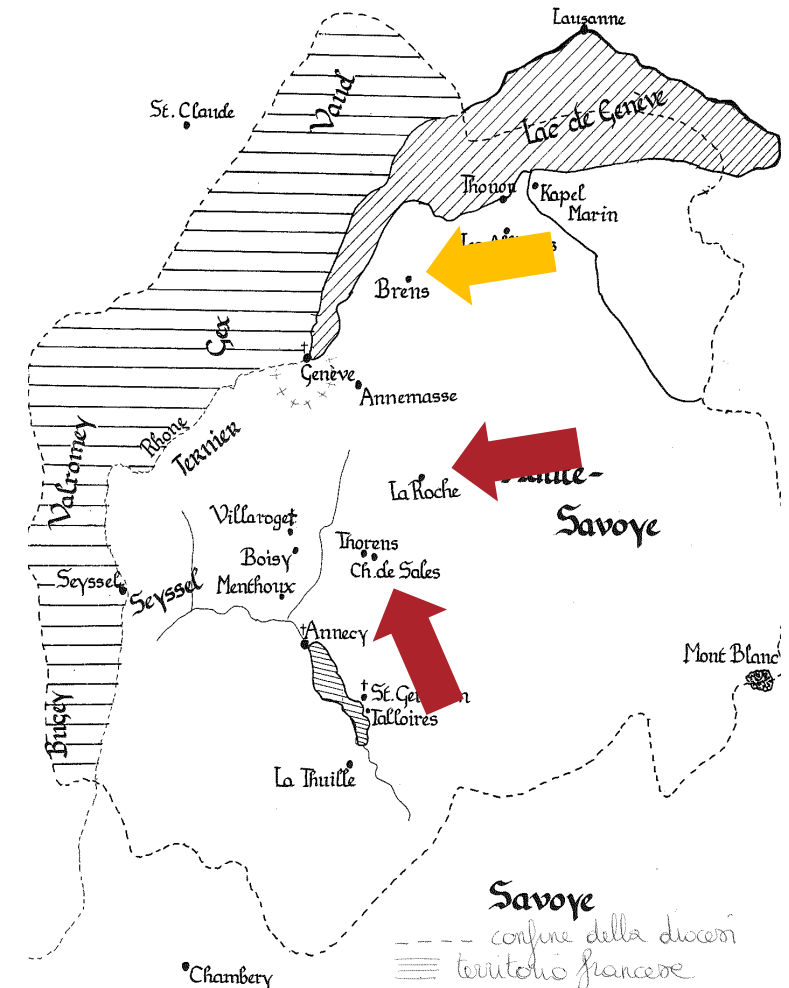 Lausanne
Vaud
St. Claude
Lac de Genève
Thonon
Kapel
Marin
Brens
Gex
Genève
Annemasse
Rhone
Ternier
Valromey
La Roche
Savoye
Villaroget
Thorens
Boisy
Ch. de Sales
Menthoux
Seyssel
Seyssel
Annecy
Mont Blanc
Talloires
Bugey
La Thuille
Savoye
confine della diocesi
territorio francese
Chambery